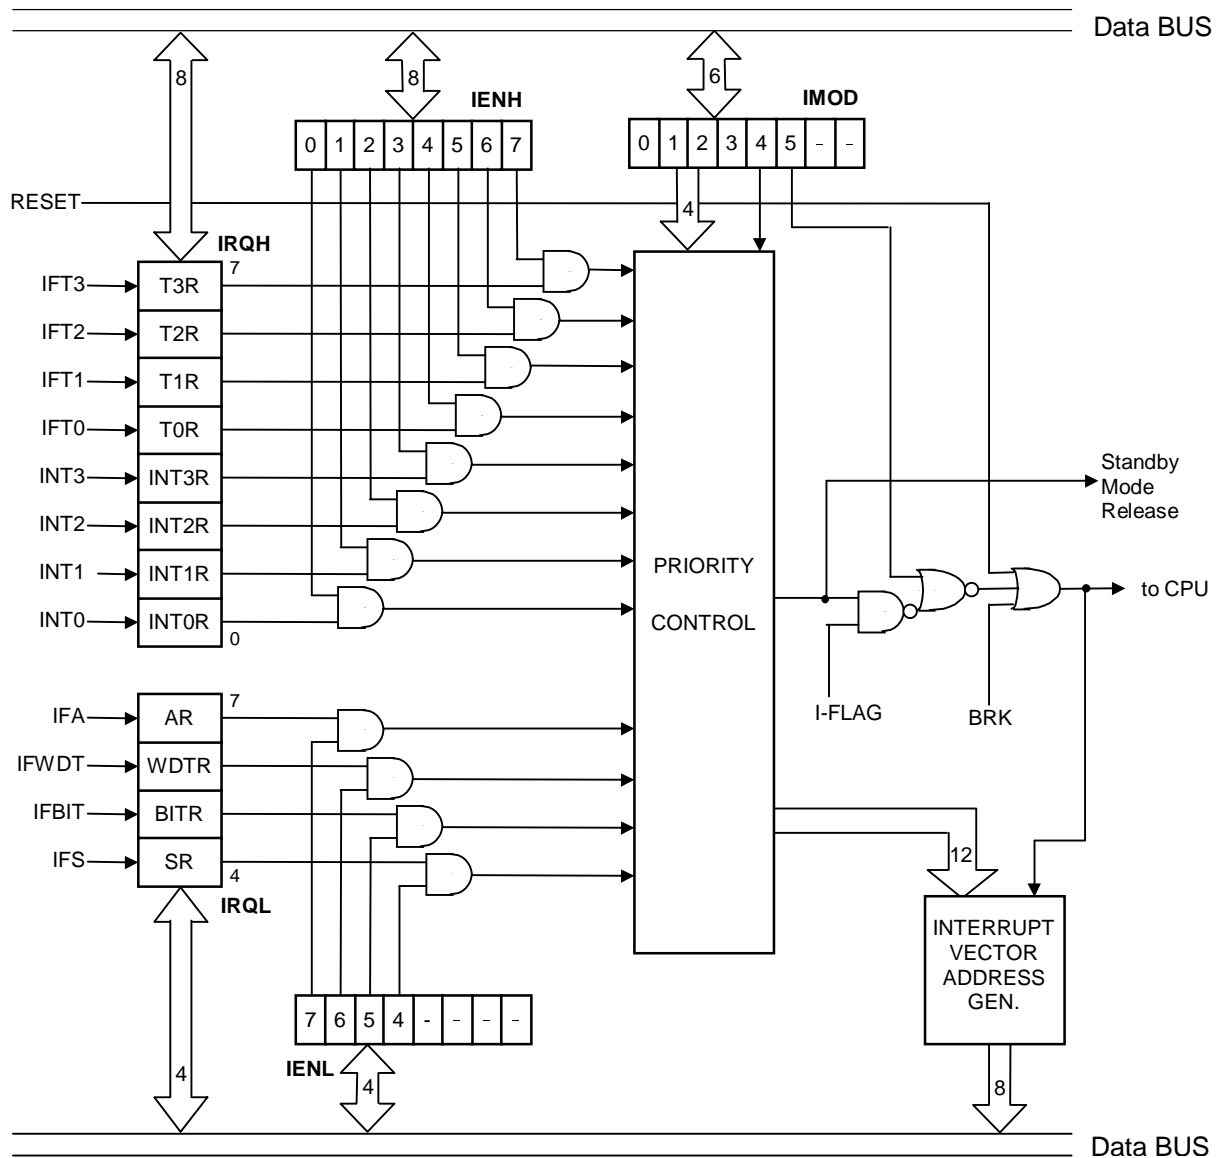 Data BUS
8
8
6
IENH
IMOD
0 1 2 3 4 5 6 7
0 1 2 3 4 5 - -
RESET
4
IRQH
7
IFT3 T3R
IFT2 T2R
IFT1 T1R
IFT0 T0R
INT3 INT3R
INT2 INT2R
INT1 INT1R
INT0 INT0R
0
Standby
Mode
Release
PRIORITY
CONTROL
to CPU
I-FLAG
BRK
7
IFA AR
IFWDT WDTR
IFBIT BITR
IFS SR
4
IRQL
12
INTERRUPT
VECTOR
ADDRESS
GEN.
7 6 5 4 - - - -
IENL
4
4
8
Data BUS